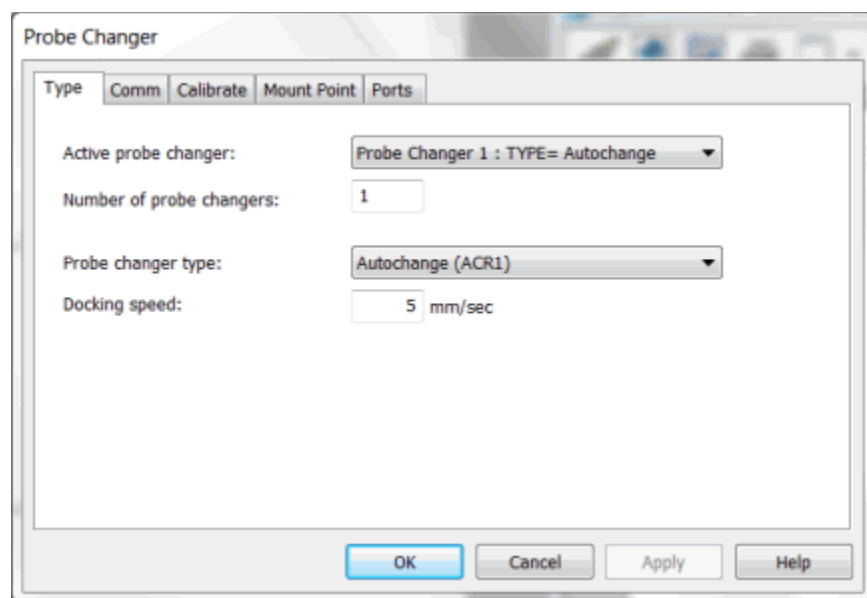 Probe Changer
Type Comm Calibrate Mount Point Ports
Active probe changer: Probe Changer 1 : TYPE= Autochange
Number of probe changers: 1
Probe changer type: Autochange (ACR1)
Docking speed: 5 mm/sec
OK Cancel Apply Help